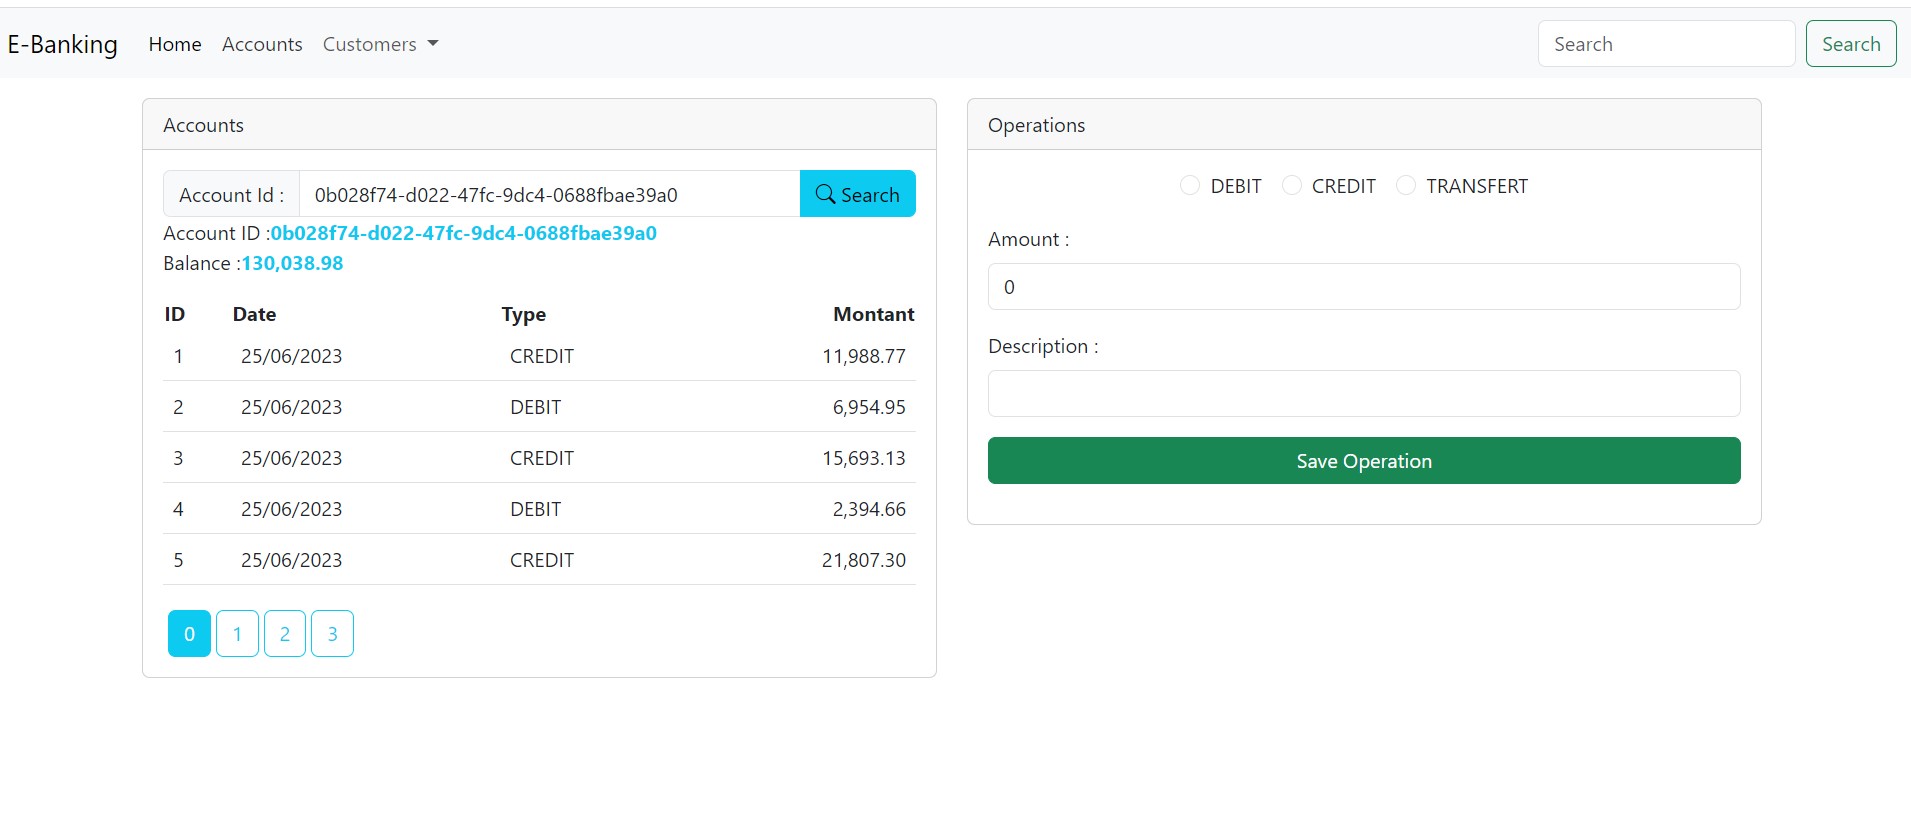 E-Banking Home Accounts Customers Search Search
Accounts
Account Id : 0b028f74-d022-47fc-9dc4-0688fbae39a0 Search
Account ID :0b028f74-d022-47fc-9dc4-0688fbae39a0
Balance :130,038.98
ID Date Type Montant
1 25/06/2023 CREDIT 11,988.77
2 25/06/2023 DEBIT 6,954.95
3 25/06/2023 CREDIT 15,693.13
4 25/06/2023 DEBIT 2,394.66
5 25/06/2023 CREDIT 21,807.30
0 1 2 3
Operations
DEBIT CREDIT TRANSFERT
Amount :
0
Description :
Save Operation